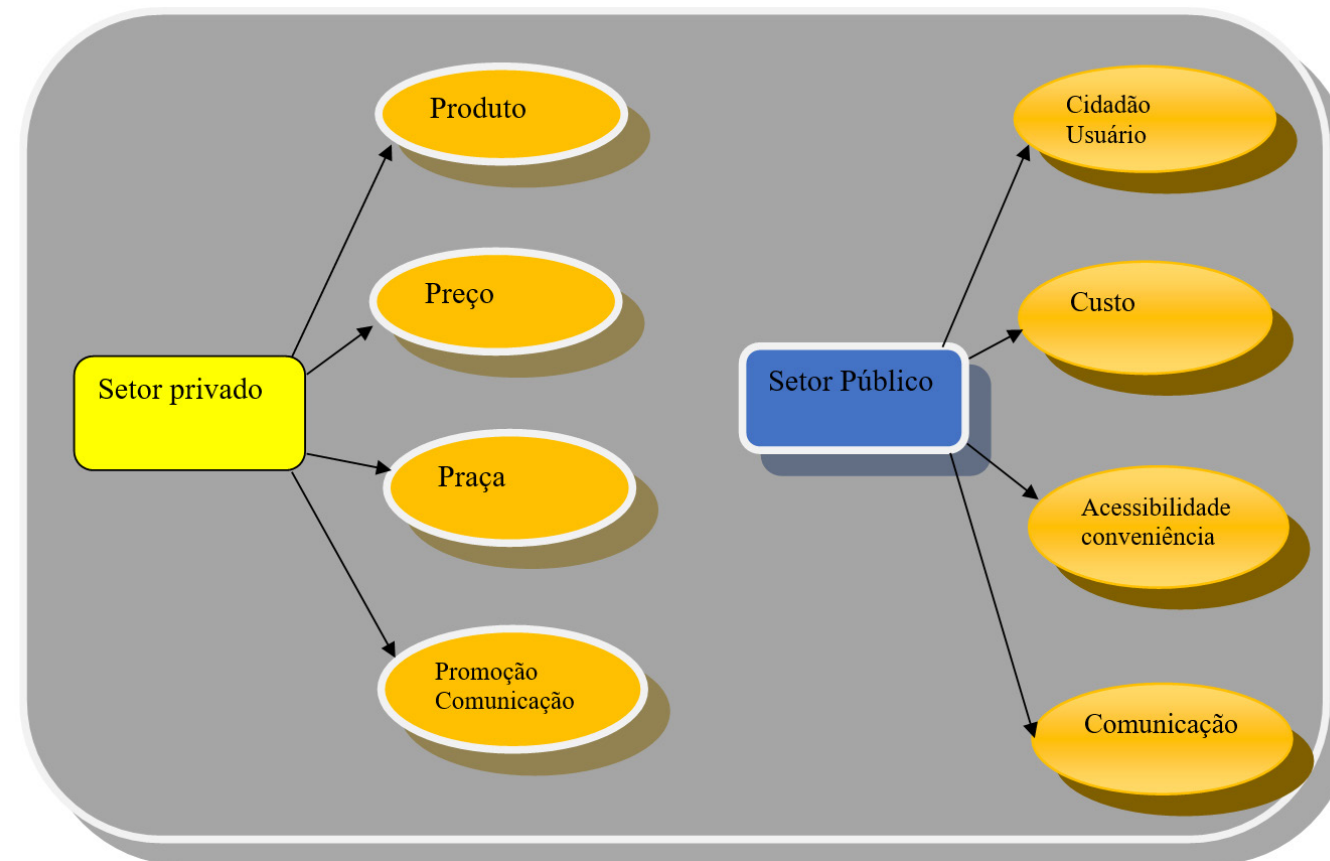 Setor privado
Produto
Preço
Praça
Promoção
Comunicação
Setor Público
Cidadão
Usuário
Custo
Acessibilidade
conveniência
Comunicação